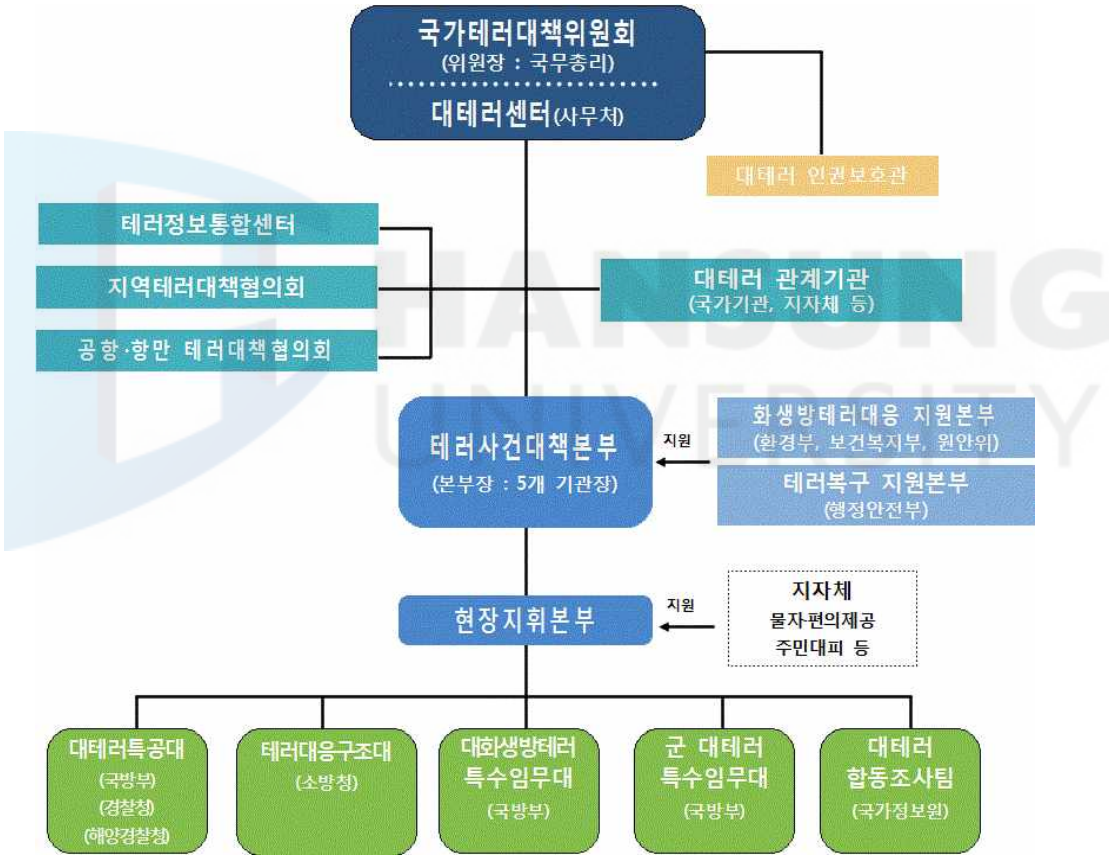 국가테러대책위원회
(위원장 : 국무총리)
대테러센터(사무처)
대테러 인권보호관
테러정보통합센터
지역테러대책협의회
공항·항만 테러대책협의회
대테러 관계기관
(국가기관, 지자체 등)
HANSUNG
UNIVERSITY
테러사건대책본부
(본부장 : 5개 기관장)
지원
화생방테러대응 지원본부
(환경부, 보건복지부, 원안위)
테러복구 지원본부
(행정안전부)
현장지휘본부
지원
지자체
물자·편의제공
주민대피 등
대테러특공대
(국방부)
(경찰청)
(해양경찰청)
테러대응구조대
(소방청)
대화생방테러
특수임무대
(국방부)
군 대테러
특수임무대
(국방부)
대테러
합동조사팀
(국가정보원)